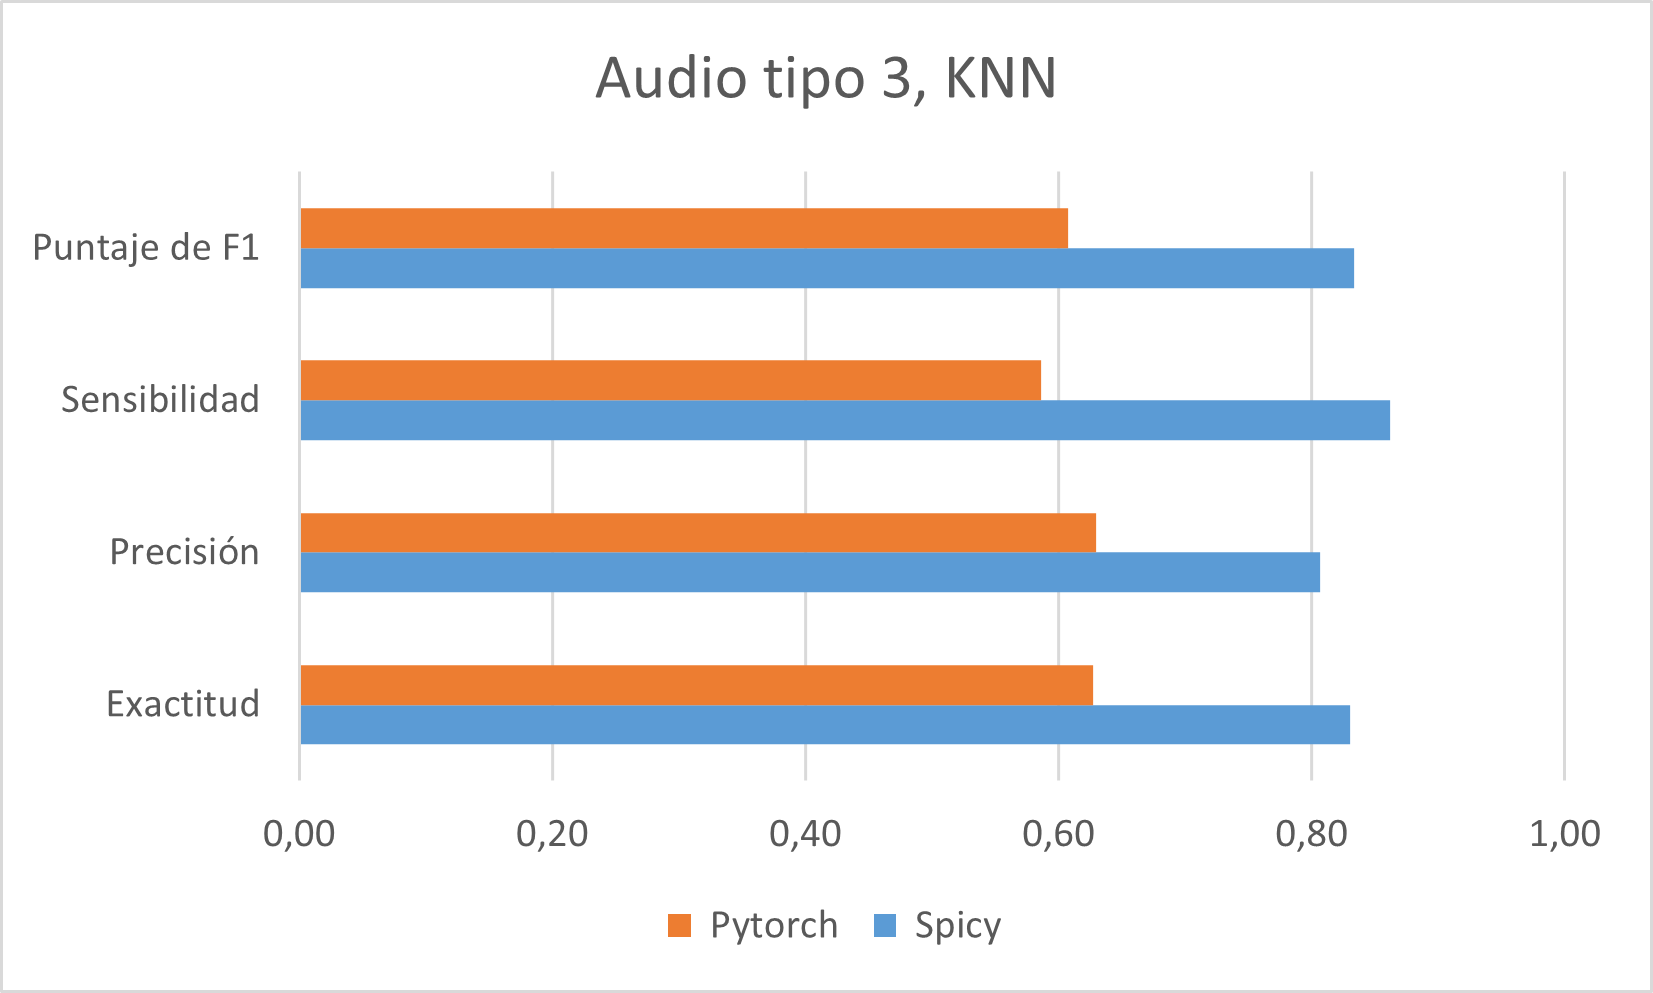 Audio tipo 3, KNN
Puntaje de F1
Sensibilidad
Precisión
Exactitud
0,00 0,20 0,40 0,60 0,80 1,00
Pytorch Spicy